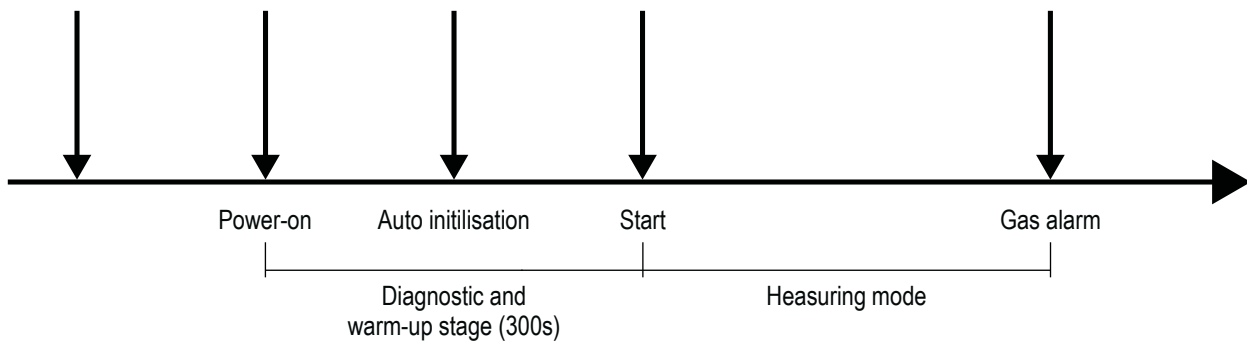 Power-on
Auto initilisation
Start
Gas alarm
Diagnostic and
warm-up stage (300s)
Heasuring mode